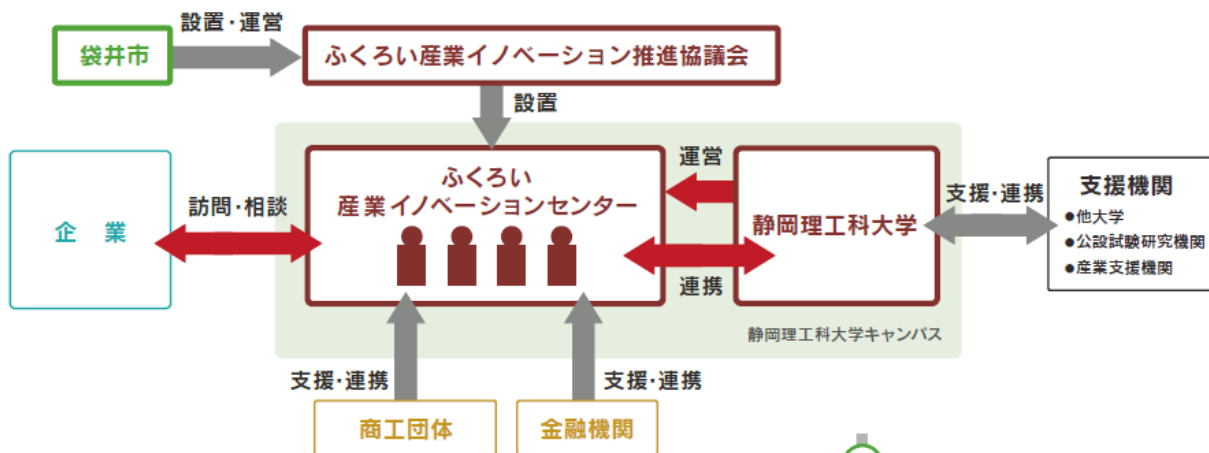 設置・運営
袋井市
ふくろい産業イノベーション推進協議会
設置
企 業
訪問・相談
ふくろい
産業イノベーションセンター
運営
連携
静岡理工科大学
支援・連携
支援機関
●他大学
●公設試験研究機関
●産業支援機関
静岡理工科大学キャンパス
支援・連携
支援・連携
商工団体
金融機関